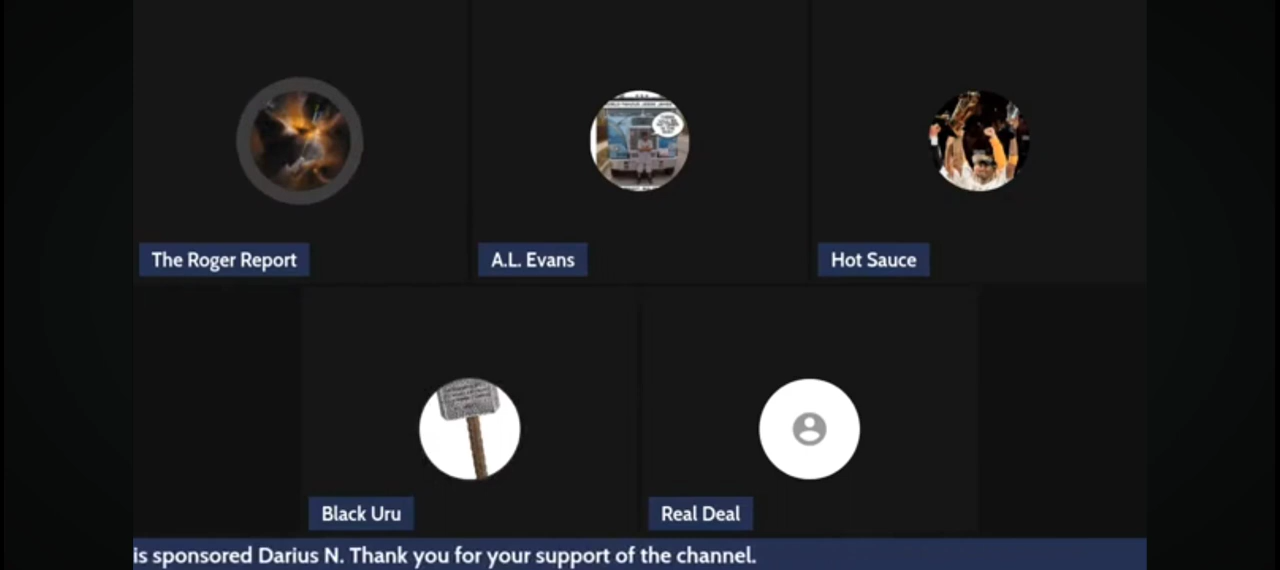 The Roger Report
A.L. Evans
Hot Sauce
Black Uru
Real Deal
is sponsored Darius N. Thank you for your support of the channel.